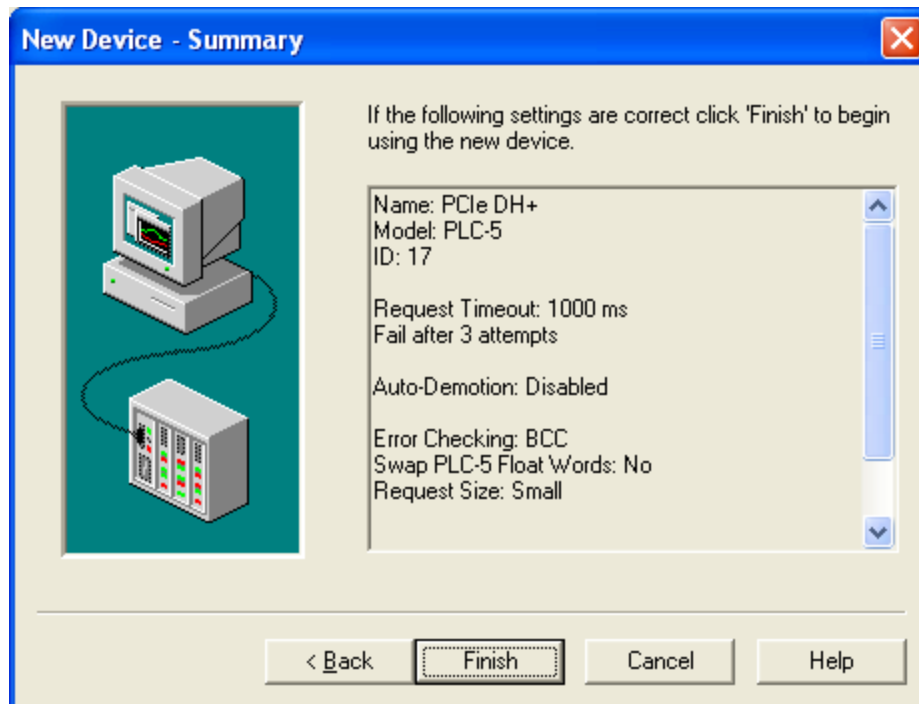 New Device - Summary
If the following settings are correct click 'Finish' to begin
using the new device.
Name: PCIe DH+
Model: PLC-5
ID: 17
Request Timeout: 1000 ms
Fail after 3 attempts
Auto-Demotion: Disabled
Error Checking: BCC
Swap PLC-5 Float Words: No
Request Size: Small
< Back
Finish
Cancel
Help